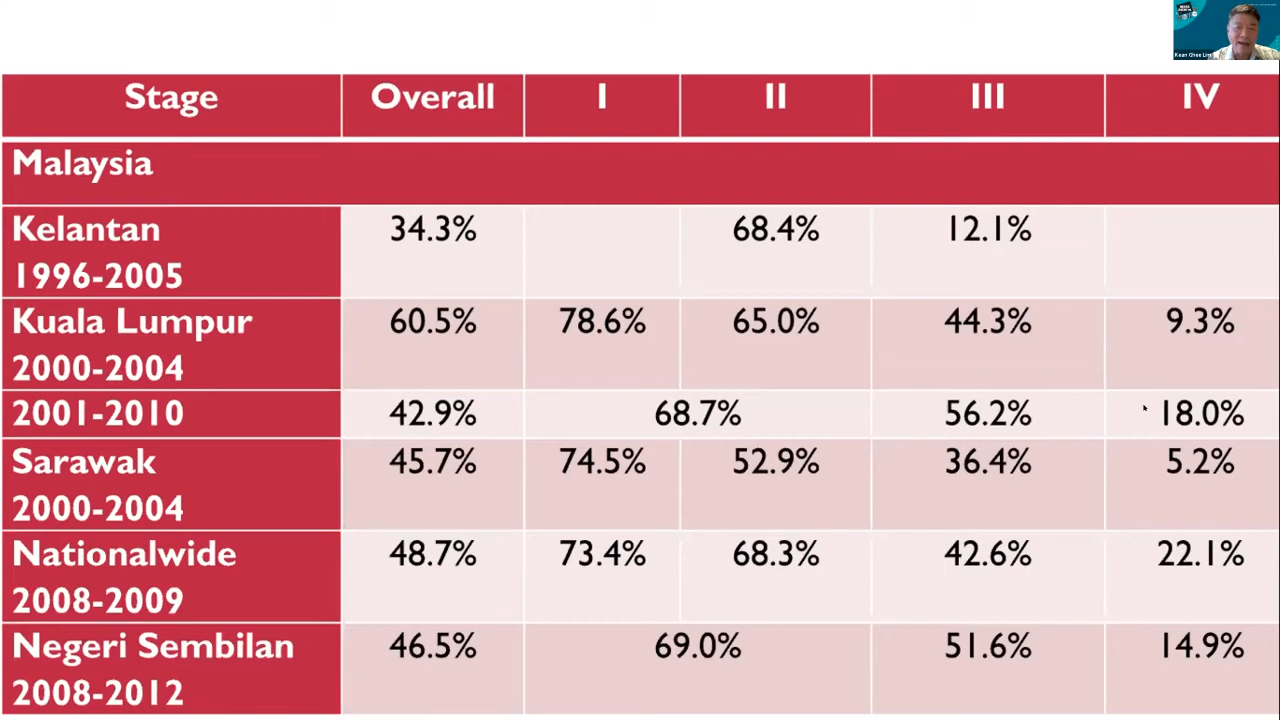 Kean Ghee Lim
Stage Overall I II III IV
Malaysia
Kelantan 34.3% 68.4% 12.1%
1996-2005
Kuala Lumpur 60.5% 78.6% 65.0% 44.3% 9.3%
2000-2004
2001-2010 42.9% 68.7% 56.2% 18.0%
Sarawak 45.7% 74.5% 52.9% 36.4% 5.2%
2000-2004
Nationalwide 48.7% 73.4% 68.3% 42.6% 22.1%
2008-2009
Negeri Sembilan 46.5% 69.0% 51.6% 14.9%
2008-2012